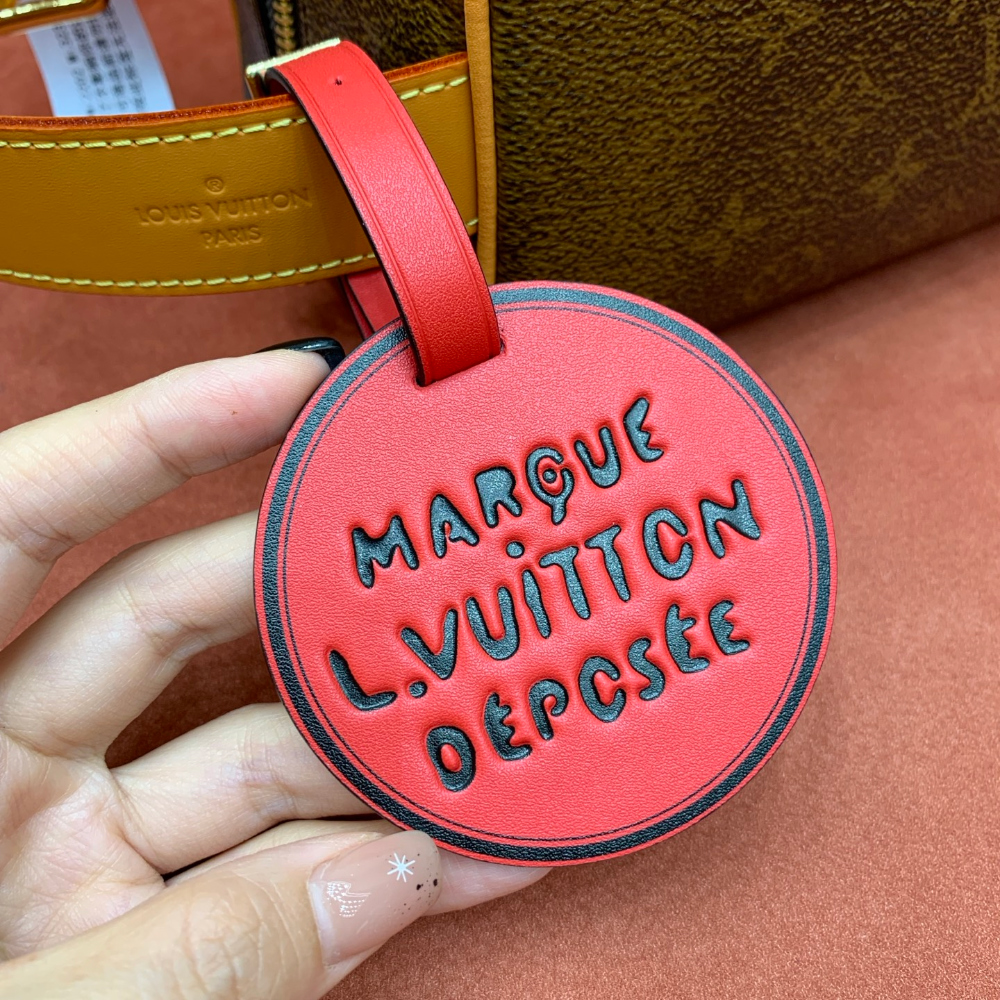 ®
LOUIS VUITTON
PARIS
MARQUE
L.VUiTTON
DÉPOSÉE